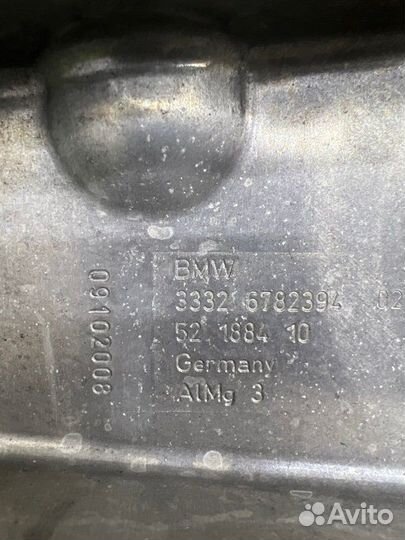 BMW
3332 6782394 02
52 1884 10
Germany
AlMg 3
09102008
Avito